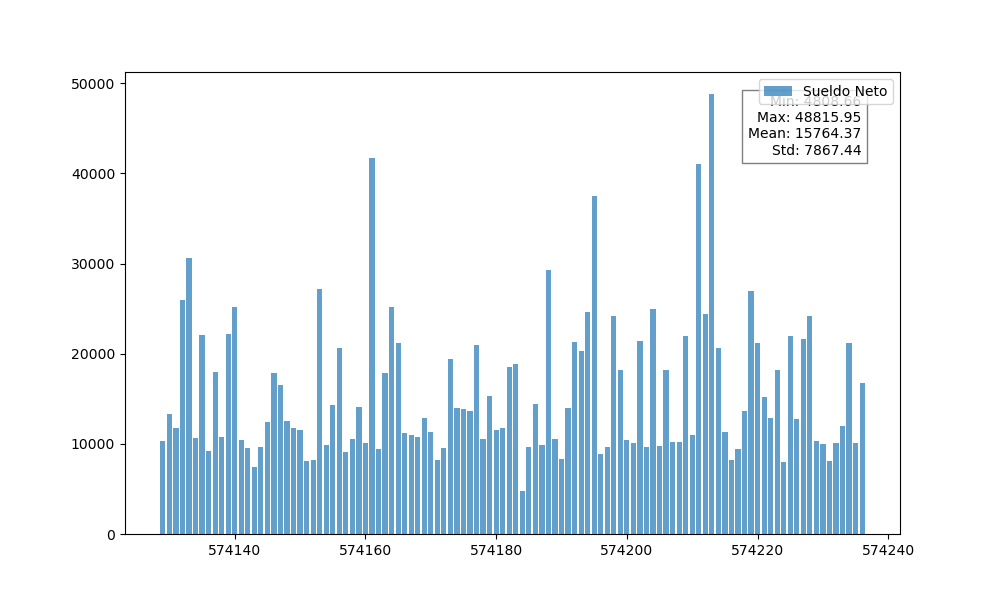 50000
40000
30000
20000
10000
0
Sueldo Neto
Min: 4808.66
Max: 48815.95
Mean: 15764.37
Std: 7867.44
574140 574160 574180 574200 574220 574240